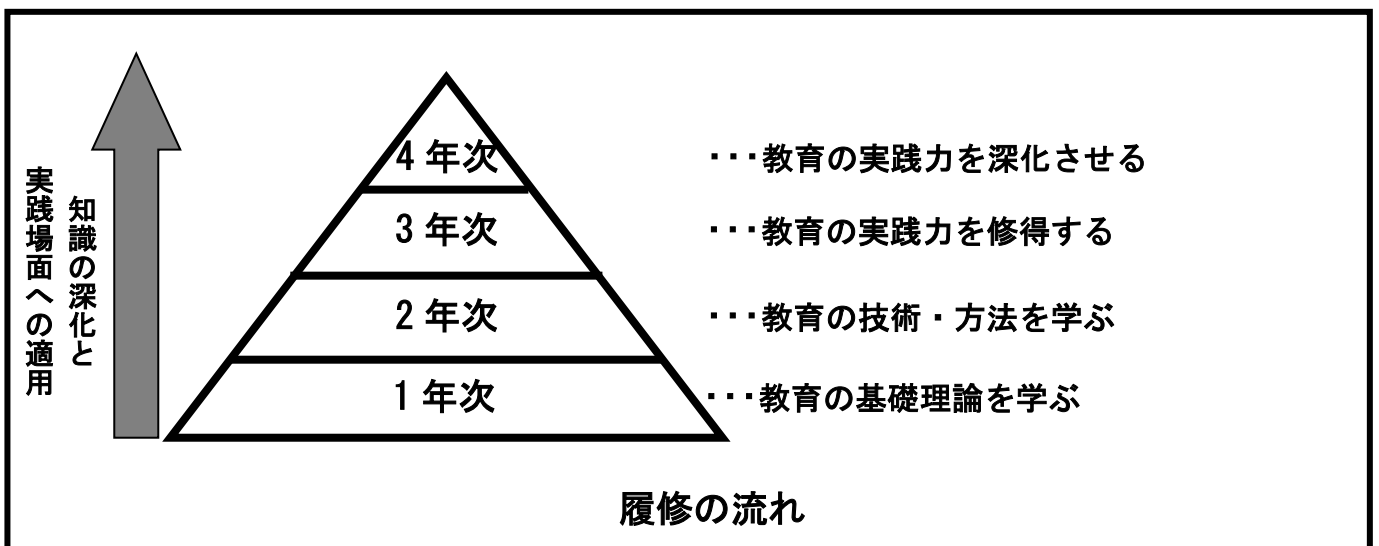 知識の深化と
実践場面への適用
4 年次
･･･教育の実践力を深化させる
3 年次
･･･教育の実践力を修得する
2 年次
･･･教育の技術・方法を学ぶ
1 年次
･･･教育の基礎理論を学ぶ
履修の流れ